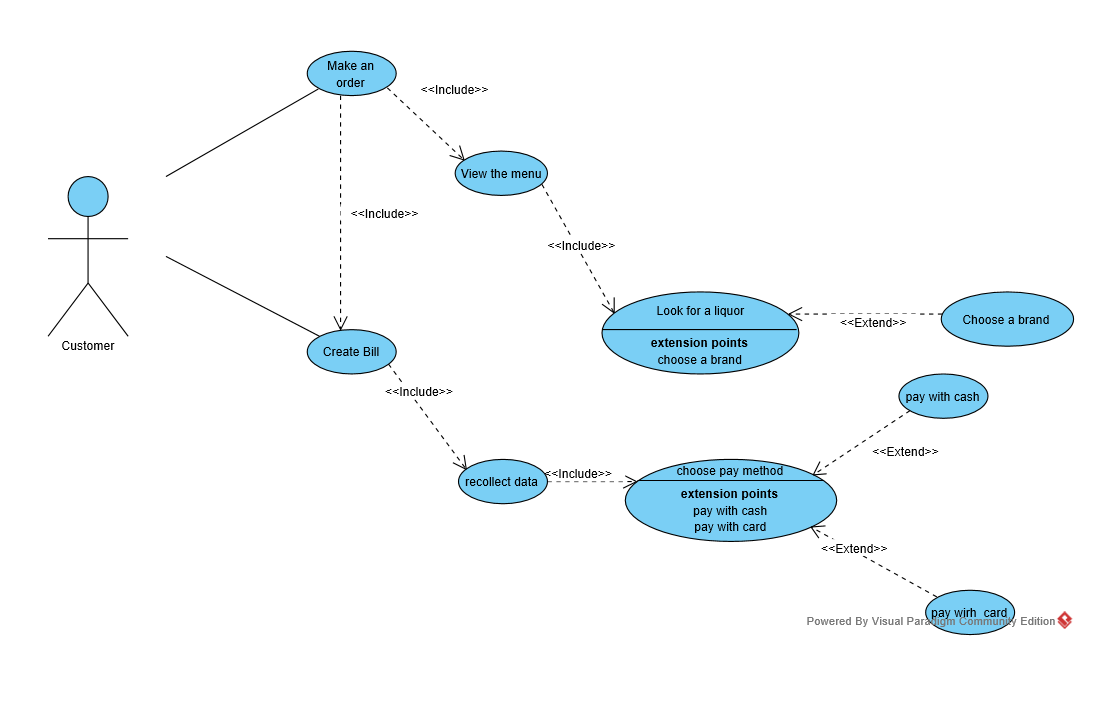 Make an
order
<<Include>>
View the menu
<<Include>>
<<Include>>
Customer
Look for a liquor
extension points
choose a brand
<<Extend>>
Choose a brand
Create Bill
<<Include>>
pay with cash
<<Extend>>
recollect data
<<Include>>
choose pay method
extension points
pay with cash
pay with card
<<Extend>>
pay wirh card
Powered By Visual Paradigm Community Edition